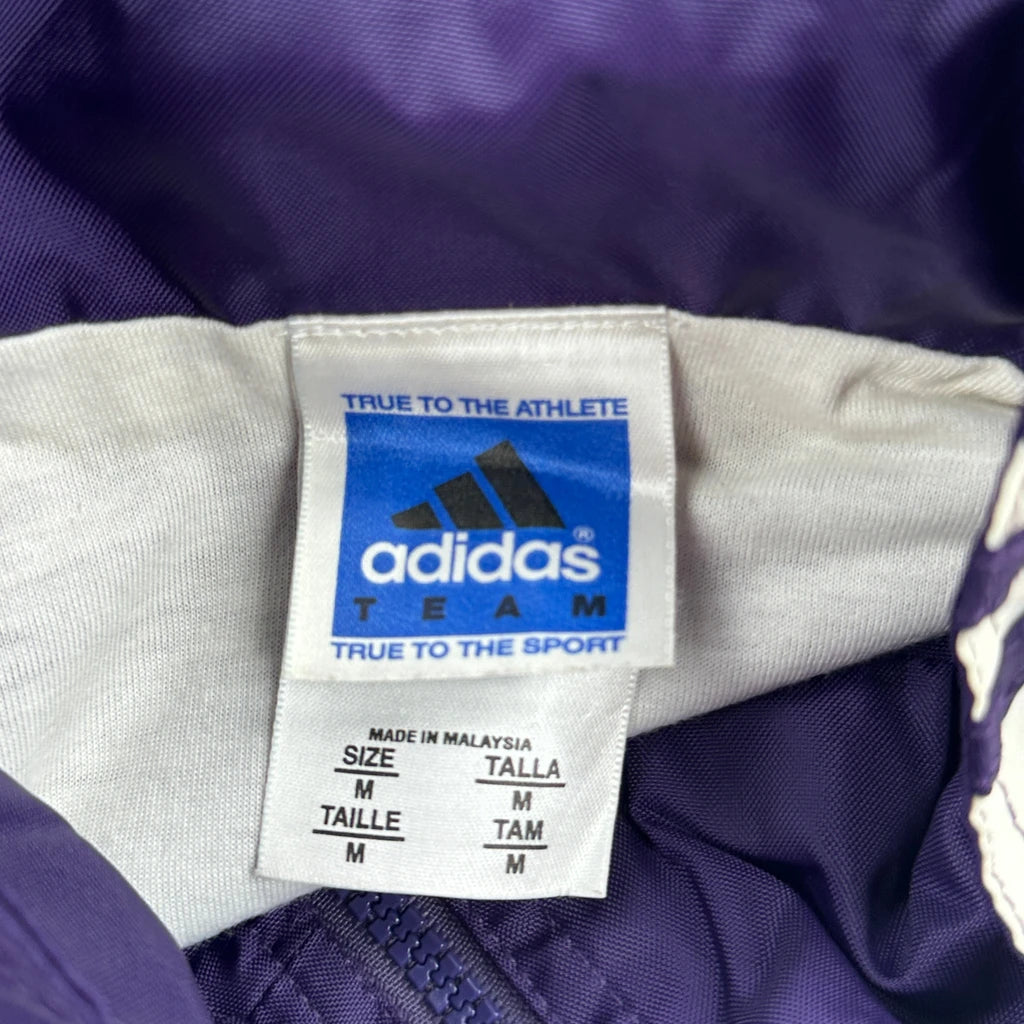 TRUE TO THE ATHLETE
adidas®
TEAM
TRUE TO THE SPORT
MADE IN MALAYSIA
SIZE TALLA
M M
TAILLE TAM
M M